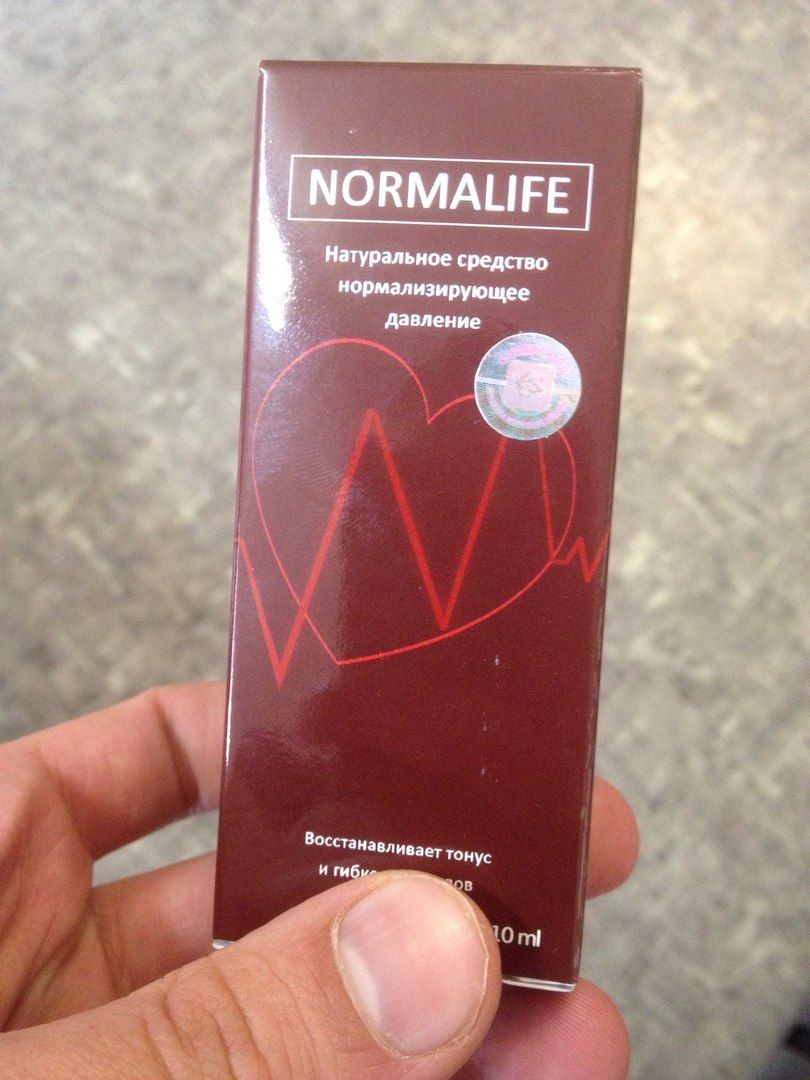 NORMALIFE
Натуральное средство
нормализирующее
давление
Восстанавливает тонус
и
10 ml